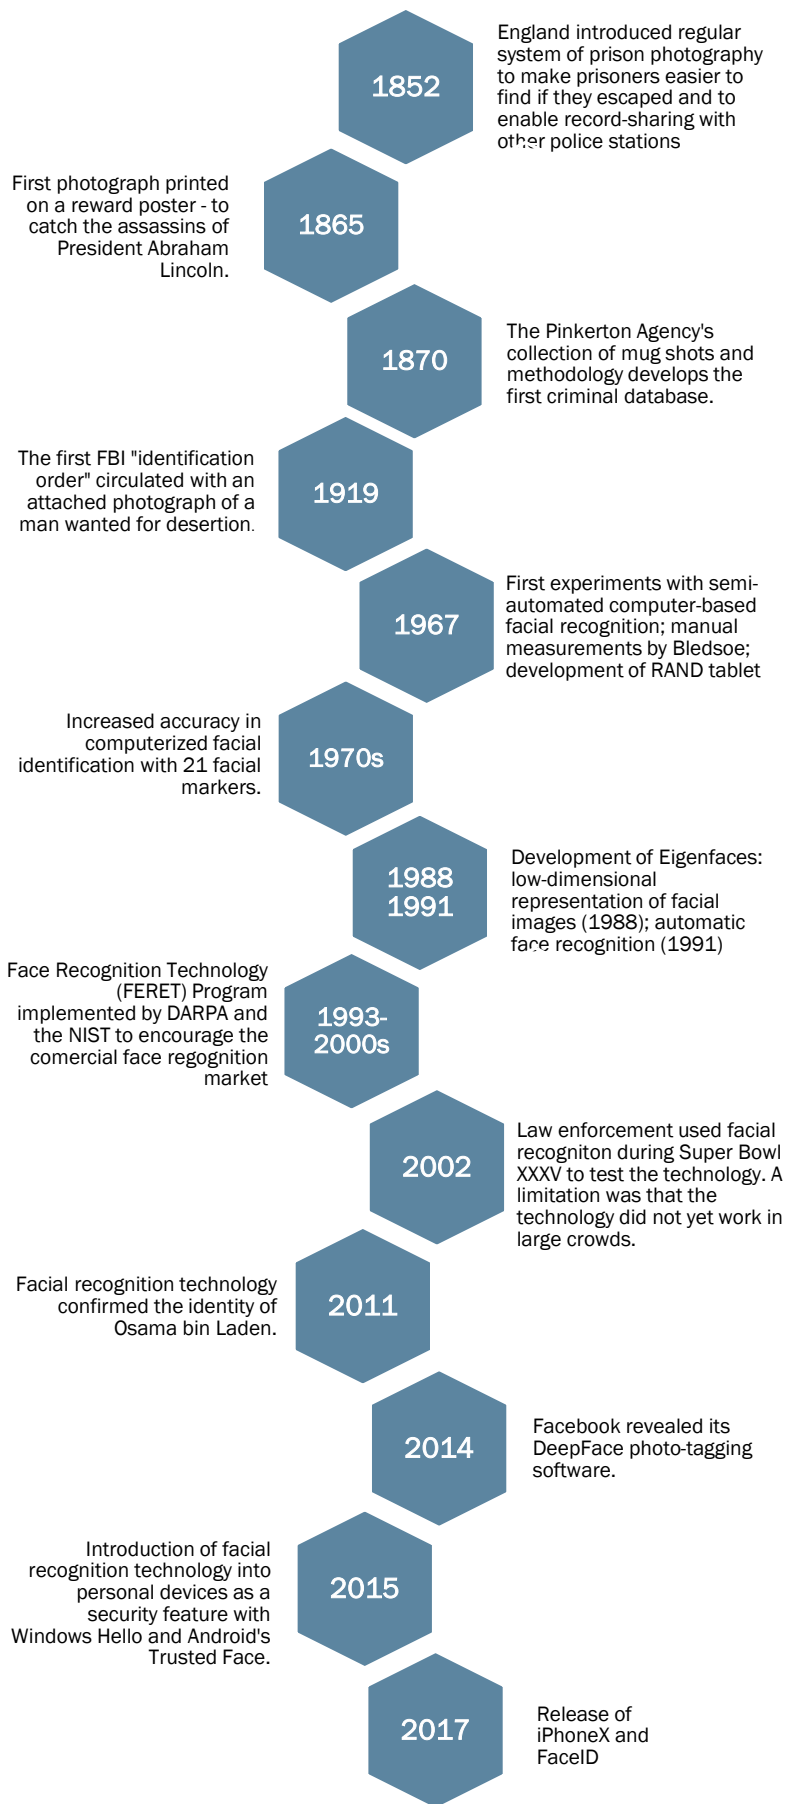 1852
England introduced regular
system of prison photography
to make prisoners easier to
find if they escaped and to
enable record-sharing with
other police stations
First photograph printed
on a reward poster - to
catch the assassins of
President Abraham
Lincoln.
1865
1870
The Pinkerton Agency's
collection of mug shots and
methodology develops the
first criminal database.
The first FBI "identification
order" circulated with an
attached photograph of a
man wanted for desertion.
1919
1967
First experiments with semi-
automated computer-based
facial recognition; manual
measurements by Bledsoe;
development of RAND tablet
Increased accuracy in
computerized facial
identification with 21 facial
markers.
1970s
1988
1991
Development of Eigenfaces:
low-dimensional
representation of facial
images (1988); automatic
face recognition (1991)
Face Recognition Technology
(FERET) Program
implemented by DARPA and
the NIST to encourage the
comercial face regognition
market
1993-
2000s
2002
Law enforcement used facial
recogniton during Super Bowl
XXXV to test the technology. A
limitation was that the
technology did not yet work in
large crowds.
Facial recognition technology
confirmed the identity of
Osama bin Laden.
2011
2014
Facebook revealed its
DeepFace photo-tagging
software.
Introduction of facial
recognition technology into
personal devices as a
security feature with
Windows Hello and Android's
Trusted Face.
2015
2017
Release of
iPhoneX and
FaceID